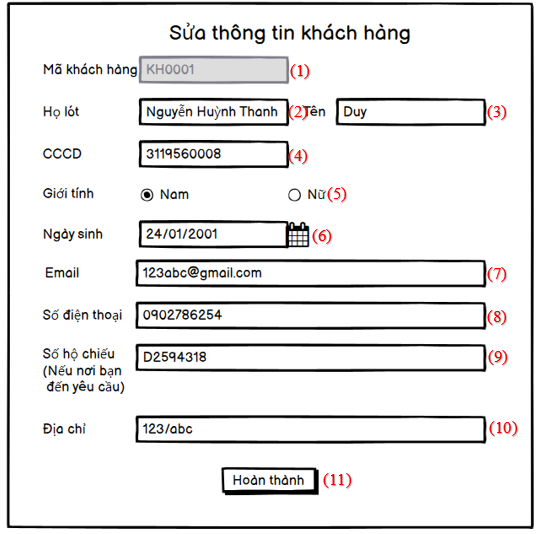 Sửa thông tin khách hàng
Mã khách hàng KH0001 (1)
Họ lót Nguyễn Huỳnh Thanh (2) Tên Duy (3)
CCCD 3119560008 (4)
Giới tính Nam Nữ (5)
Ngày sinh 24/01/2001 (6)
Email 123abc@gmail.com (7)
Số điện thoại 0902786254 (8)
Số hộ chiếu D2594318 (9)
(Nếu nơi bạn
đến yêu cầu)
Địa chỉ 123/abc (10)
Hoàn thành (11)